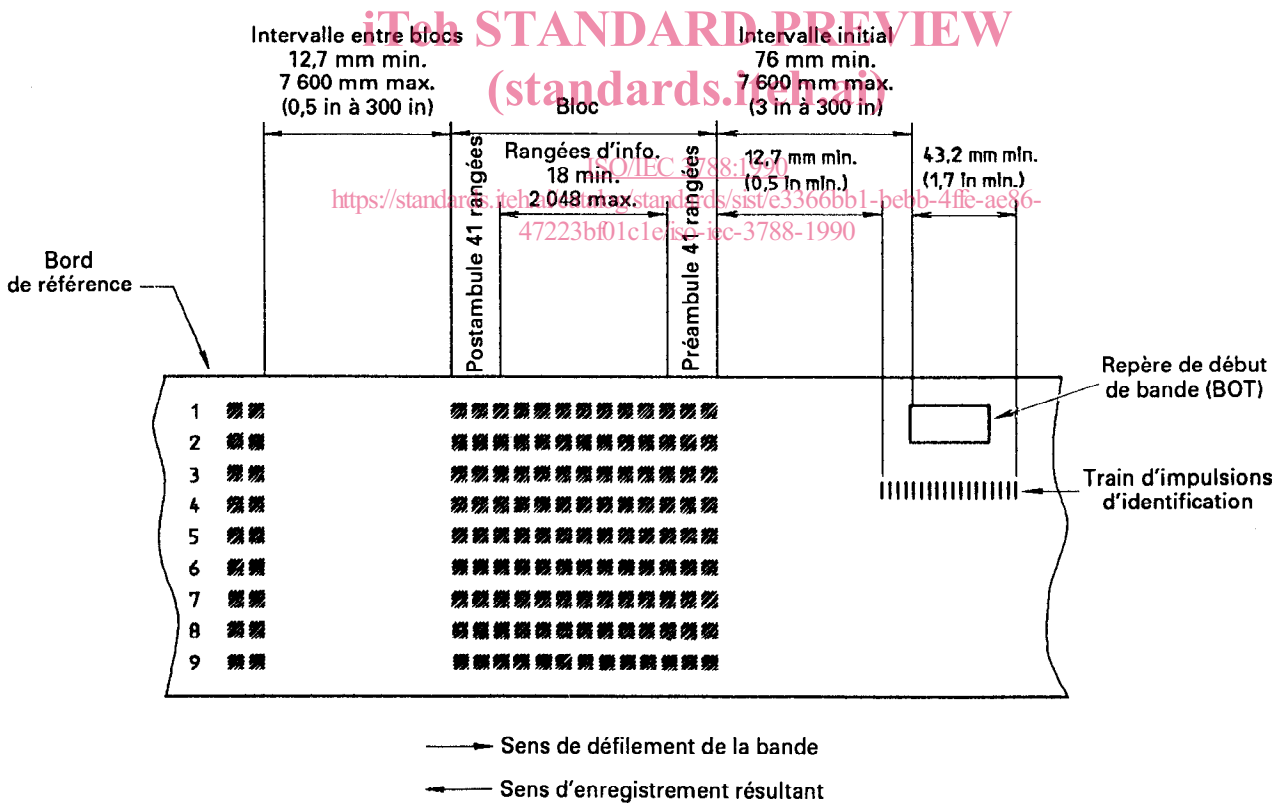 iTeh STANDARD PREVIEW
(standards.iteh.ai)
ISO/IEC 3788:1990
https://standards.iteh.ai/catalog/standards/sist/e3366bb1-bebb-4ffe-ae86-
47223bf01c1e/iso-iec-3788-1990
Intervalle entre blocs
12,7 mm min.
7 600 mm max.
(0,5 in à 300 in)
Bloc
Intervalle initial
76 mm min.
7 600 mm max.
(3 in à 300 in)
Postambule 41 rangées
Rangées d'info.
18 min.
2 048 max.
Préambule 41 rangées
12,7 mm min.
(0,5 in min.)
43,2 mm min.
(1,7 in min.)
Bord
de référence
Repère de début
de bande (BOT)
Train d'impulsions
d'identification
1
2
3
4
5
6
7
8
9
Sens de défilement de la bande
Sens d'enregistrement résultant